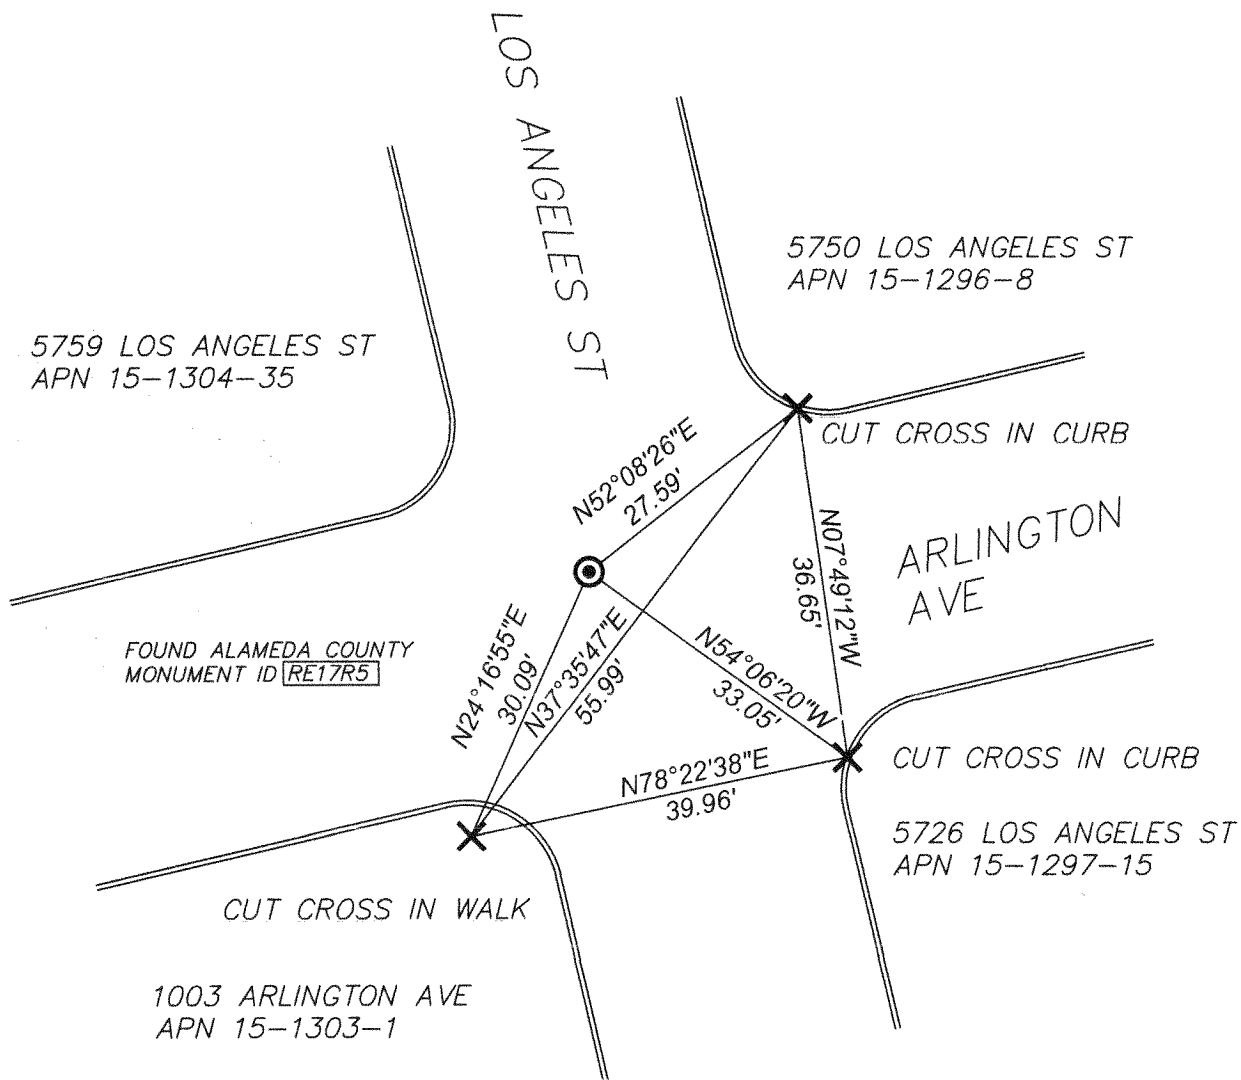 LOS ANGELES ST
5750 LOS ANGELES ST
APN 15-1296-8
5759 LOS ANGELES ST
APN 15-1304-35
CUT CROSS IN CURB
N52°08'26"E
27.59'
ARLINGTON
AVE
N07°49'12"W
36.65'
FOUND ALAMEDA COUNTY
MONUMENT ID RE17R5
N24°16'55"E
30.09'
N37°35'47"E
55.99'
N54°06'20"W
33.05'
N78°22'38"E
39.96'
CUT CROSS IN CURB
5726 LOS ANGELES ST
APN 15-1297-15
CUT CROSS IN WALK
1003 ARLINGTON AVE
APN 15-1303-1